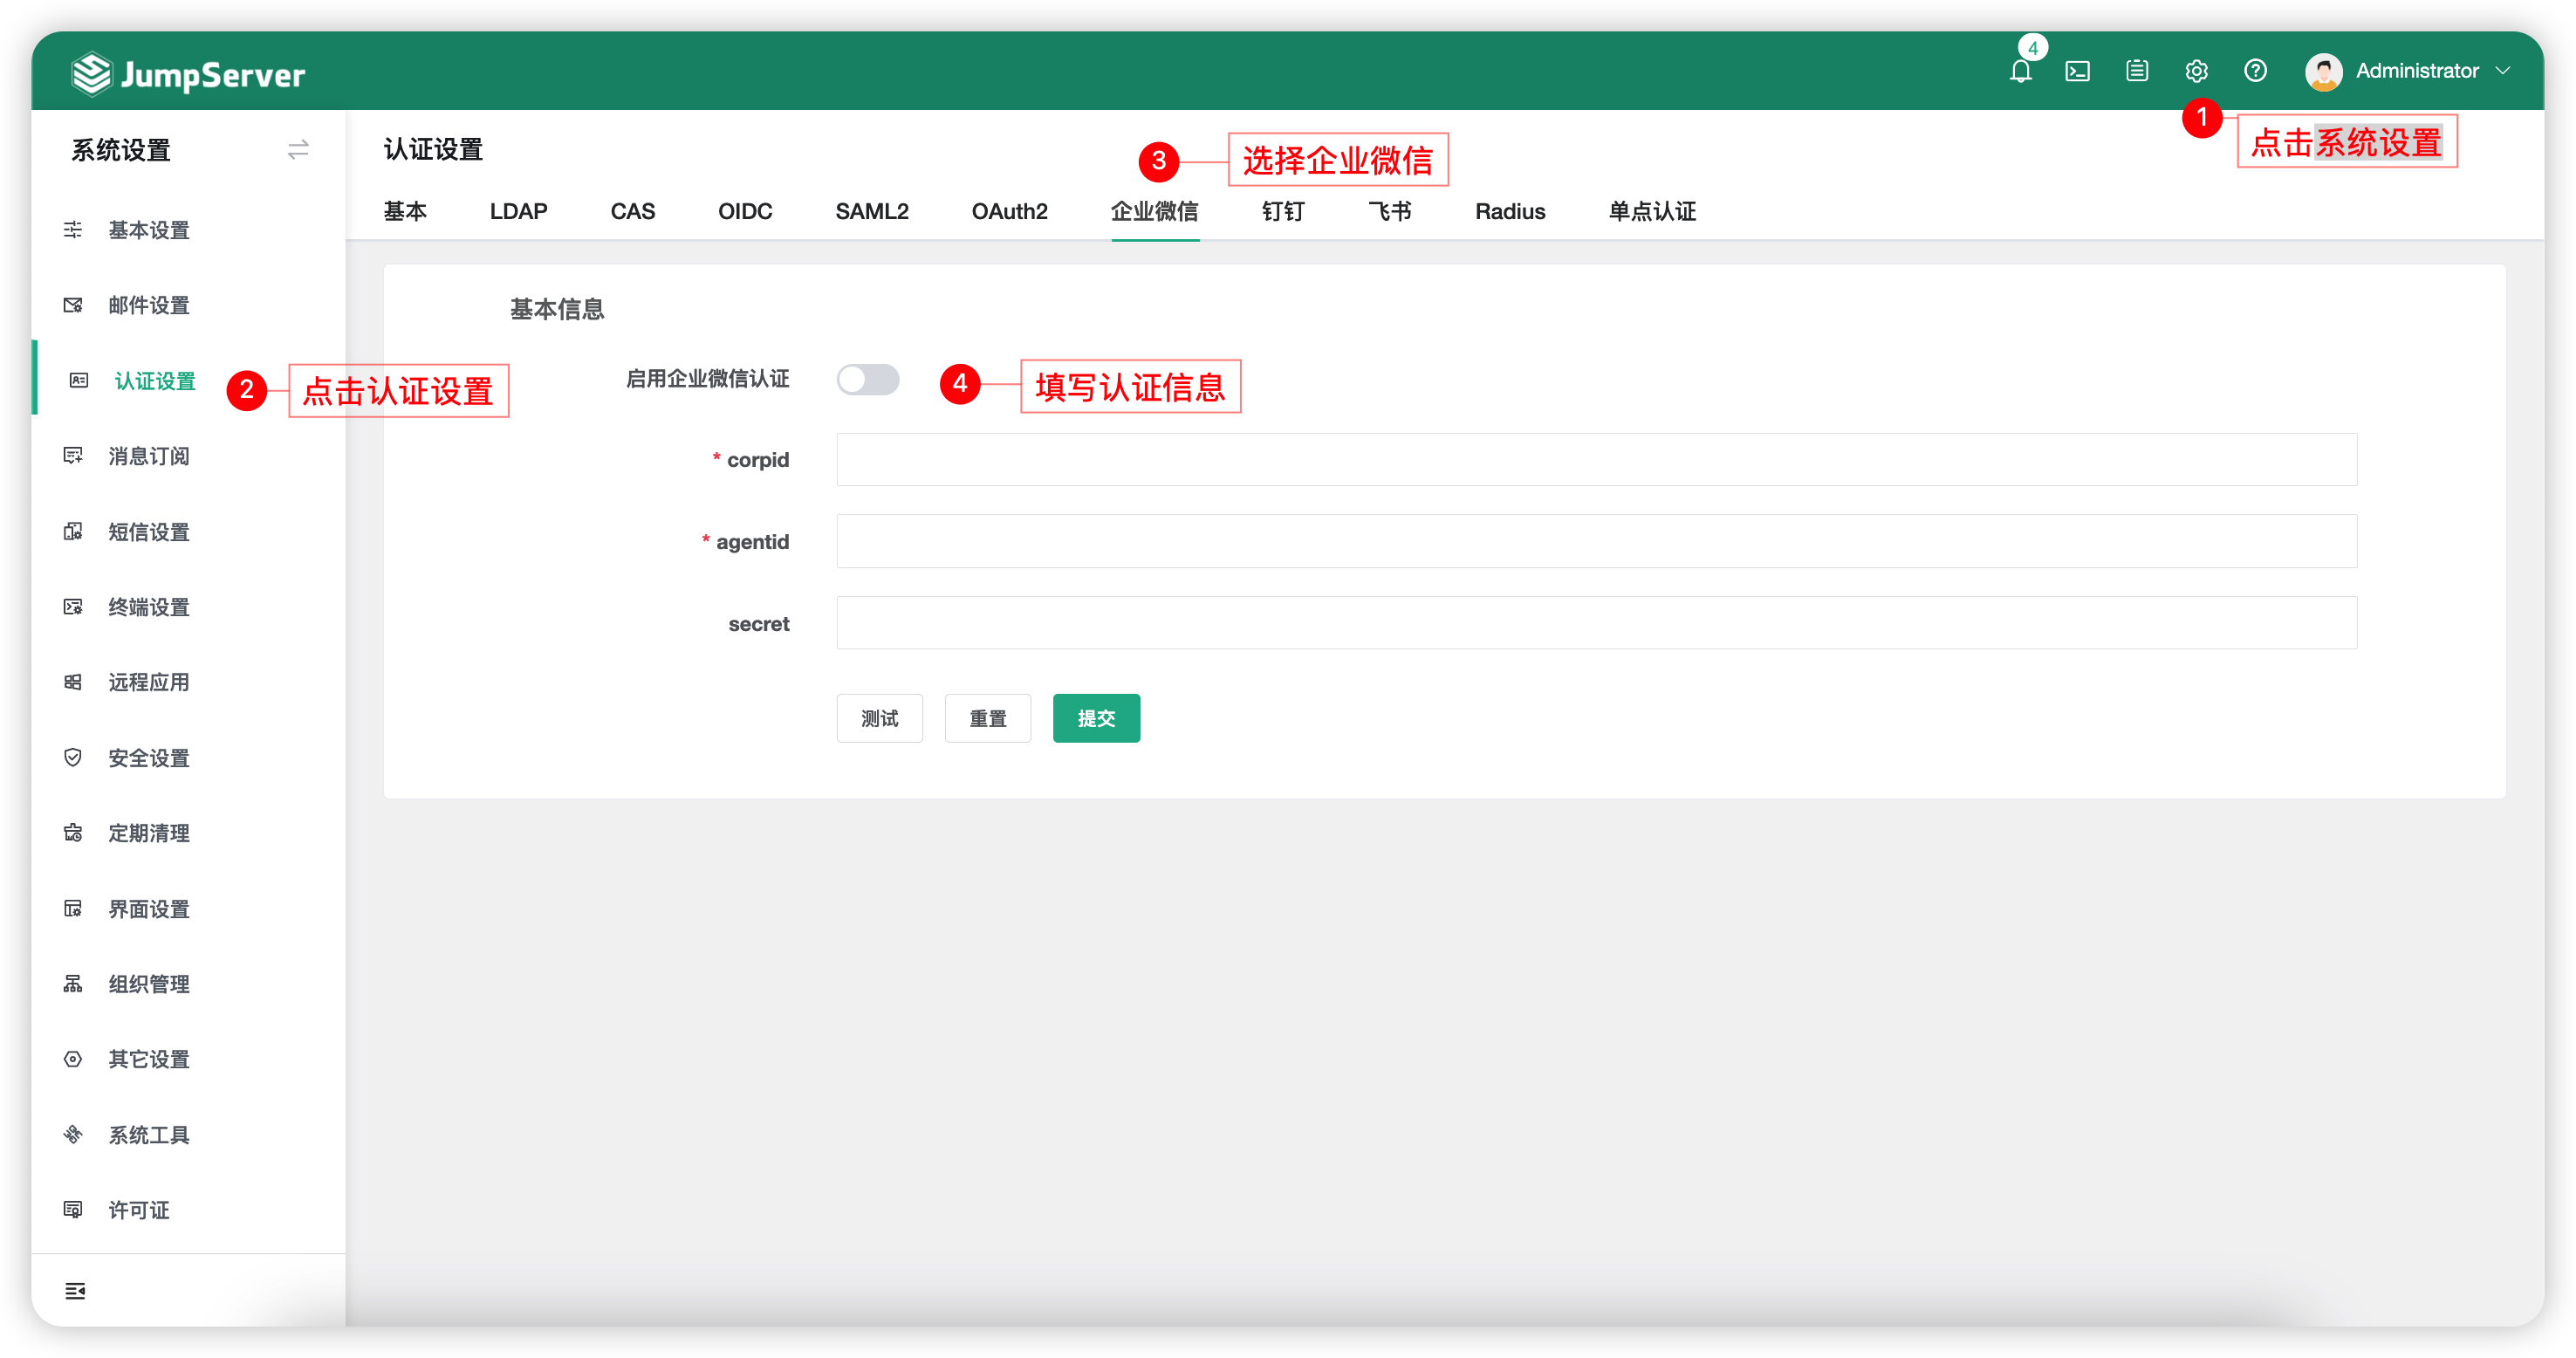 JumpServer
4
Administrator
1
点击系统设置
系统设置
基本设置
邮件设置
认证设置
2
点击认证设置
消息订阅
短信设置
终端设置
远程应用
安全设置
定期清理
界面设置
组织管理
其它设置
系统工具
许可证
认证设置
3
选择企业微信
基本 LDAP CAS OIDC SAML2 OAuth2 企业微信 钉钉 飞书 Radius 单点认证
基本信息
启用企业微信认证
4
填写认证信息
* corpid
* agentid
secret
测试 重置 提交